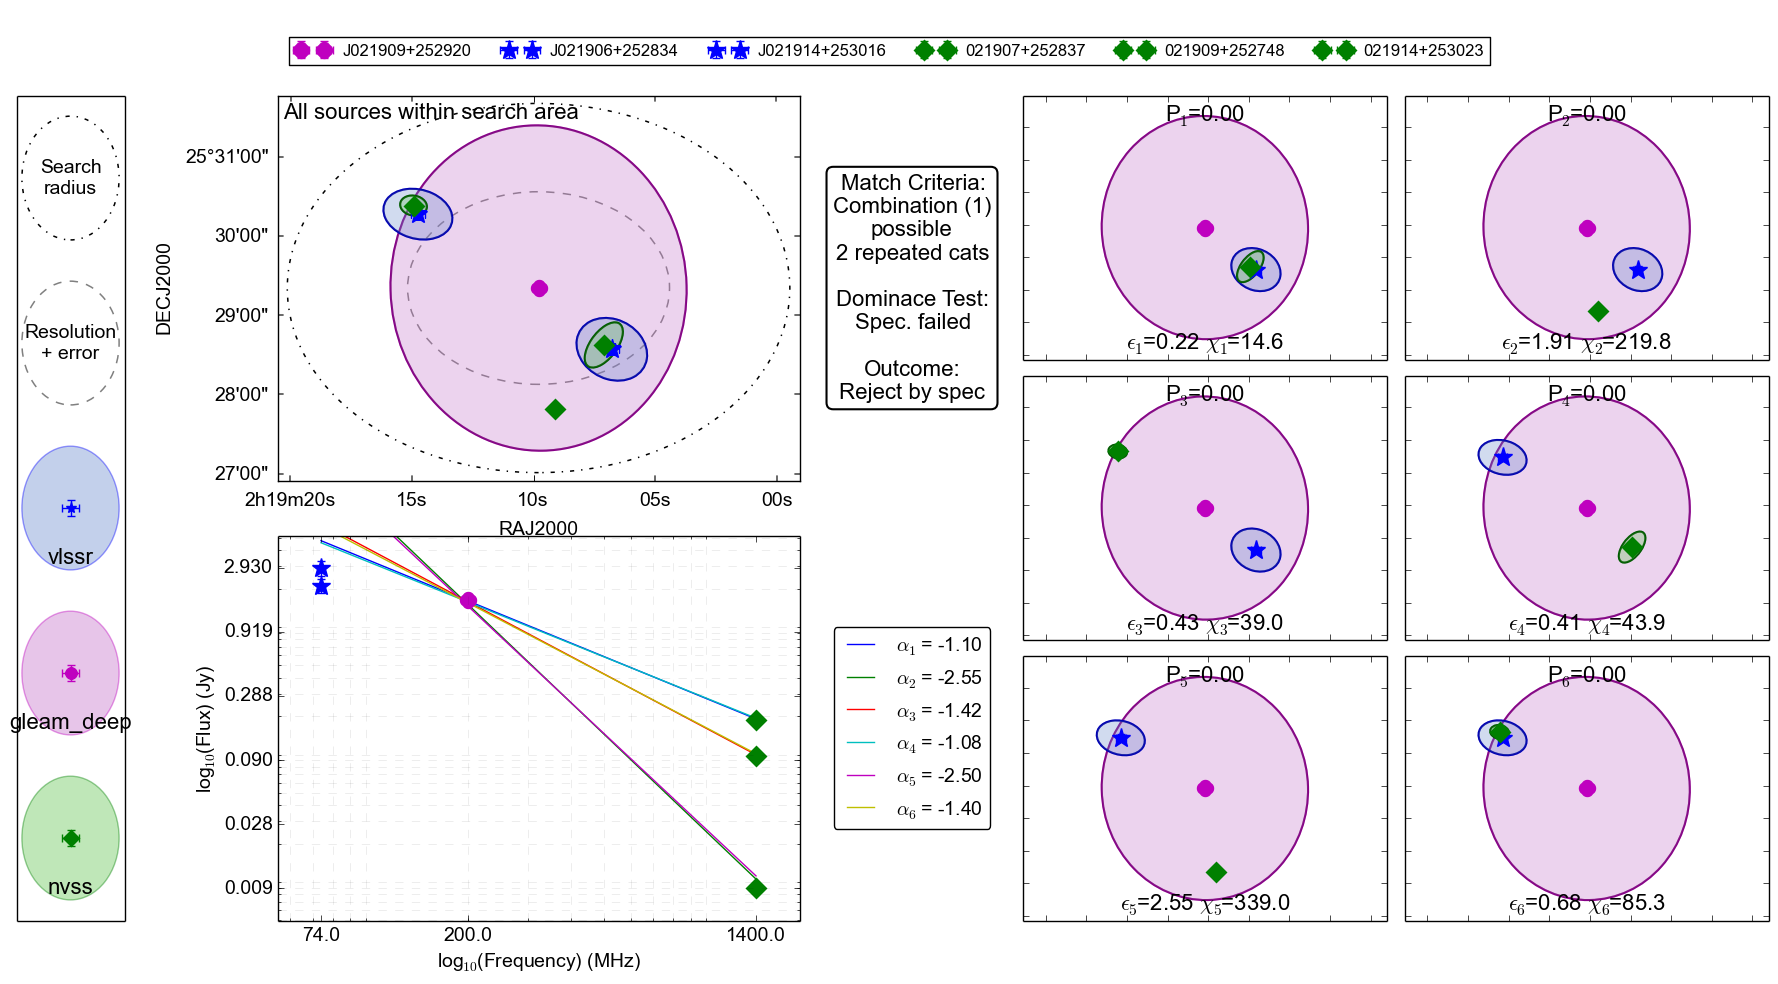 J021909+252920 J021906+252834 J021914+253016 021907+252837 021909+252748 021914+253023
Search
radius
Resolution
+ error
vlssr
gleam_deep
nvss
All sources within search area
DECJ2000
25°31'00"
30'00"
29'00"
28'00"
27'00"
2h19m20s 15s 10s 05s 00s
RAJ2000
log10(Flux) (Jy)
2.930
0.919
0.288
0.090
0.028
0.009
74.0 200.0 1400.0
log10(Frequency) (MHz)
Match Criteria:
Combination (1)
possible
2 repeated cats
Dominace Test:
Spec. failed
Outcome:
Reject by spec
α1 = -1.10
α2 = -2.55
α3 = -1.42
α4 = -1.08
α5 = -2.50
α6 = -1.40
P1=0.00
ϵ1=0.22 χ1=14.6
P2=0.00
ϵ2=1.91 χ2=219.8
P3=0.00
ϵ3=0.43 χ3=39.0
P4=0.00
ϵ4=0.41 χ4=43.9
P5=0.00
ϵ5=2.55 χ5=339.0
P6=0.00
ϵ6=0.68 χ6=85.3